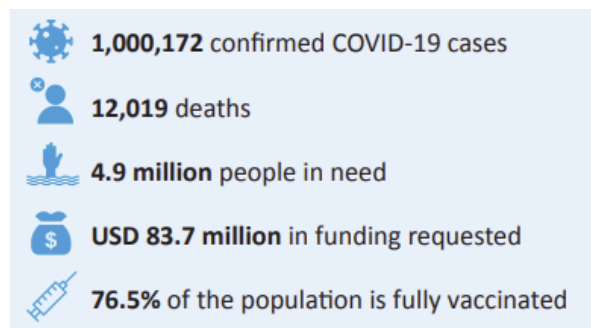 1,000,172 confirmed COVID-19 cases
12,019 deaths
4.9 million people in need
$ USD 83.7 million in funding requested
76.5% of the population is fully vaccinated